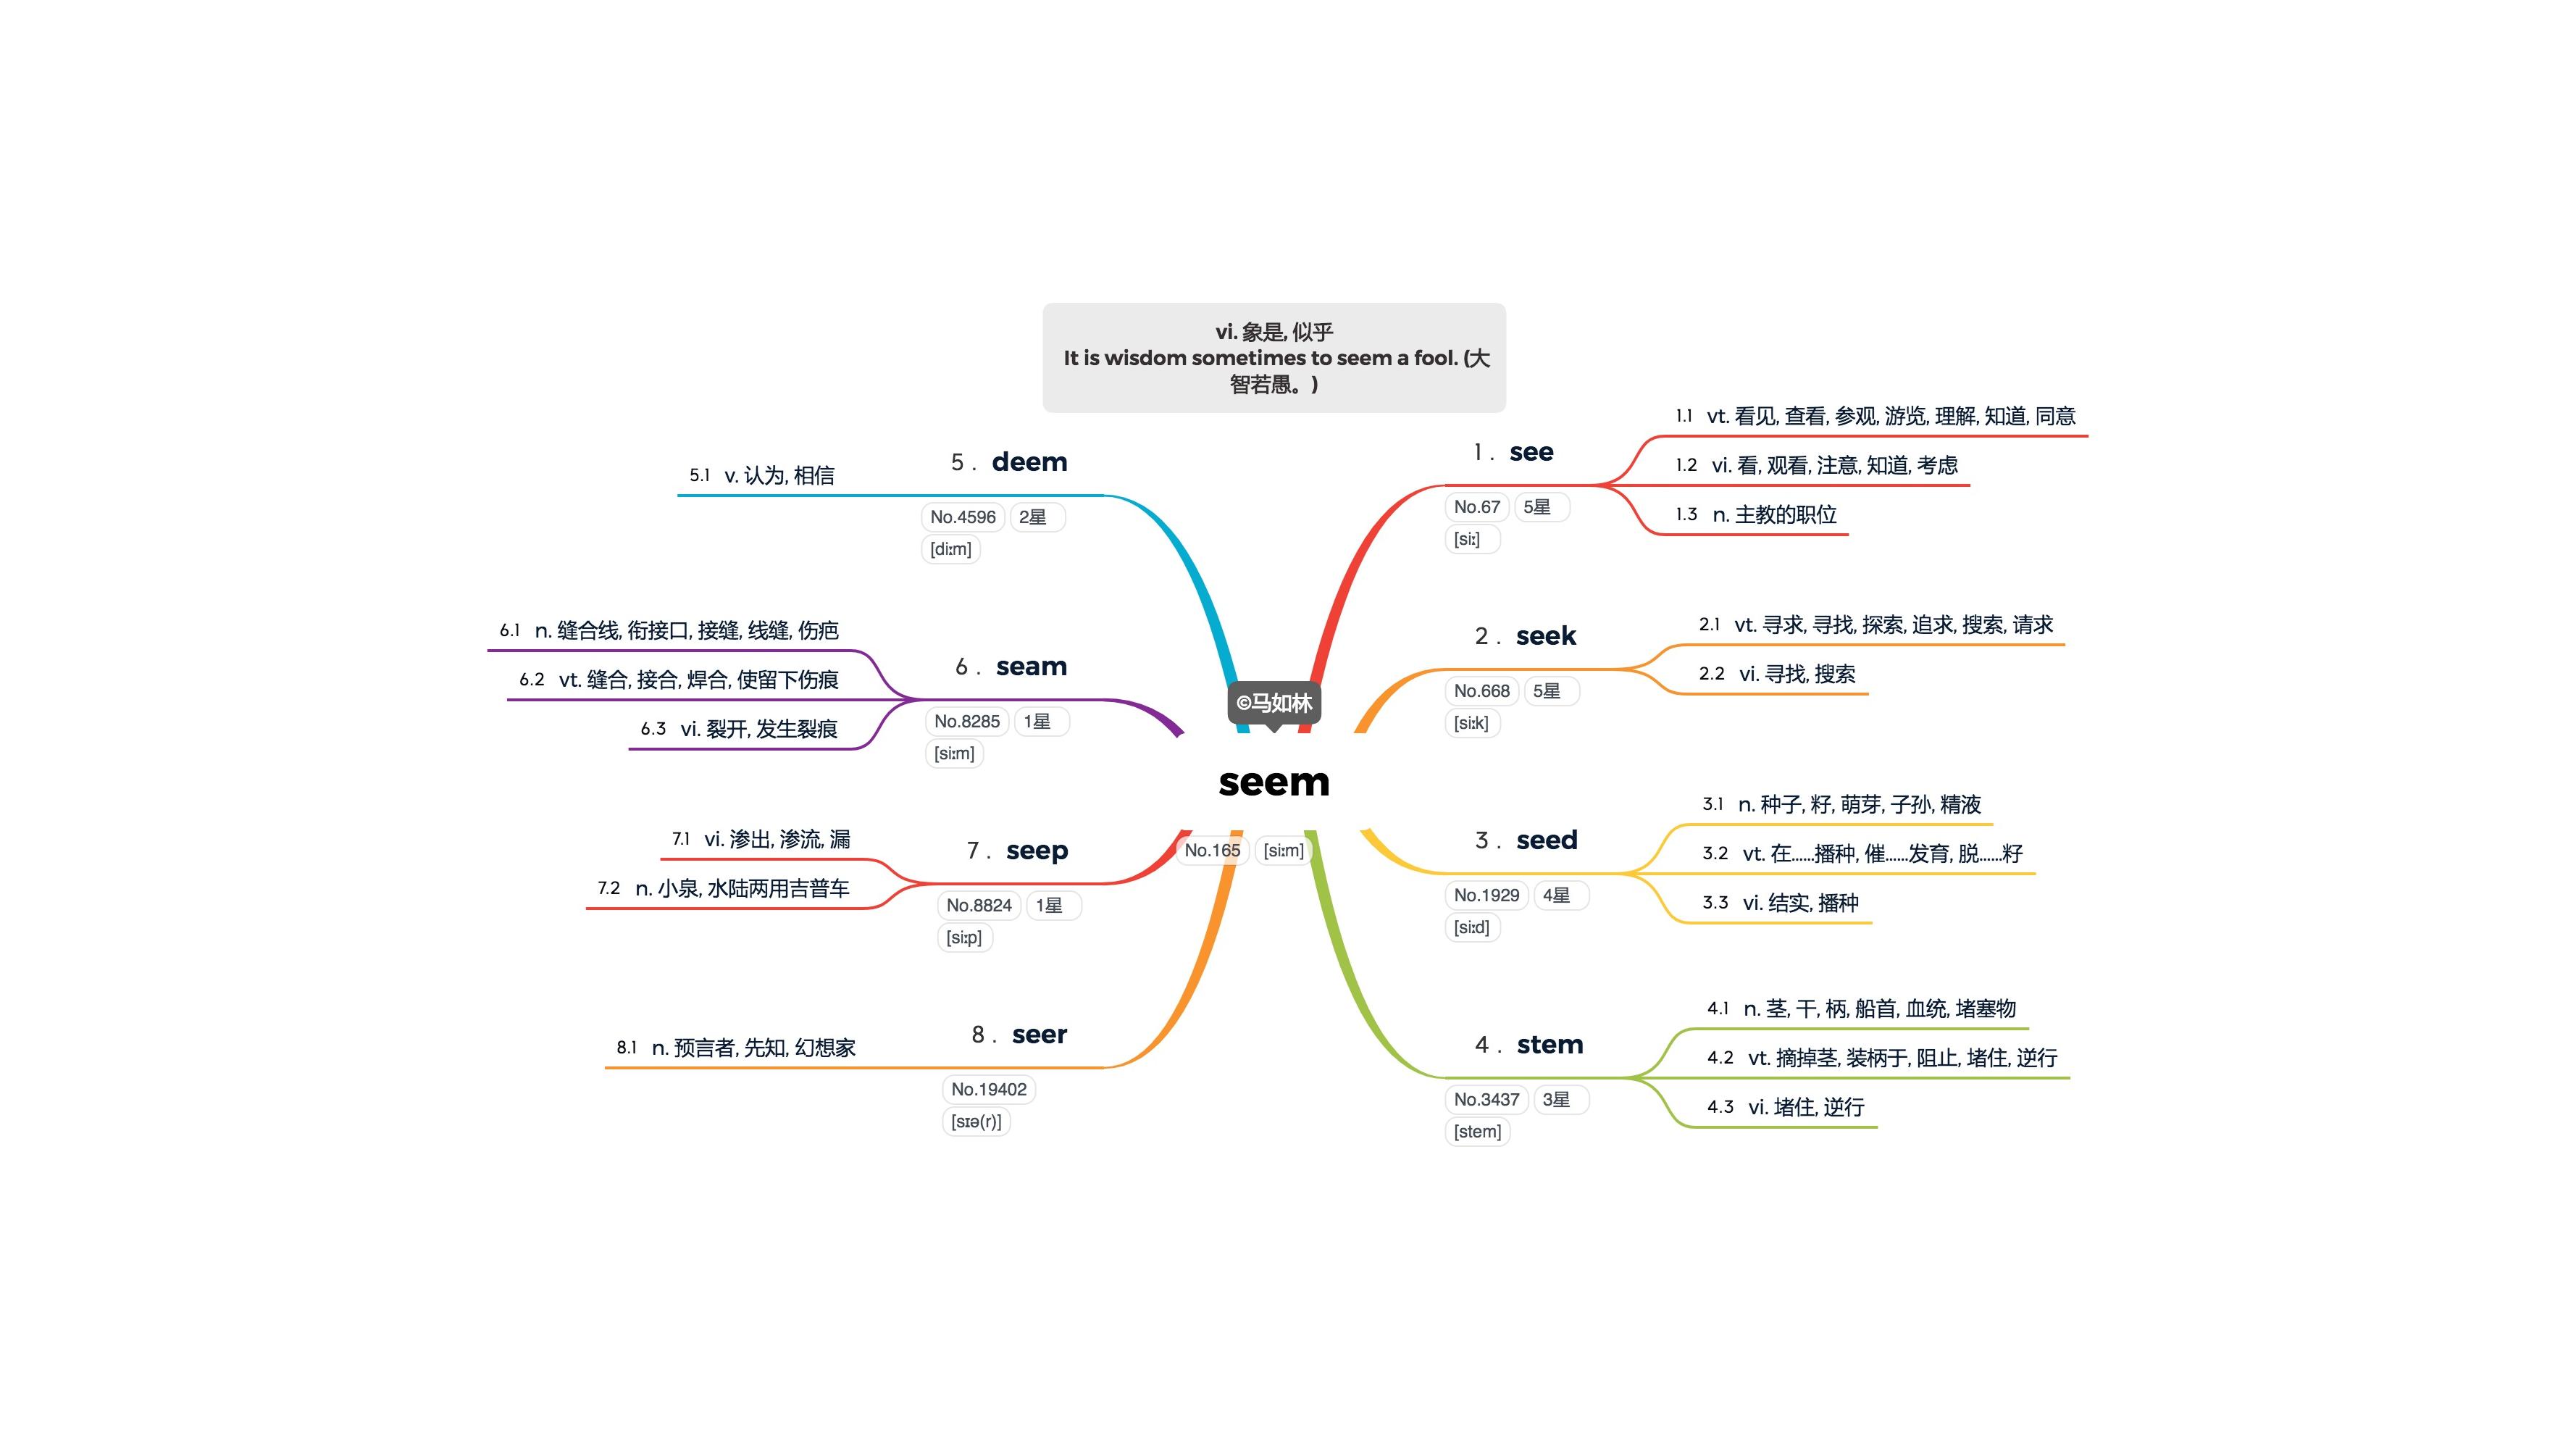 vi. 象是, 似乎
It is wisdom sometimes to seem a fool. (大
智若愚。)
©马如林
seem
No.165 [siːm]
1. see
No.67 5星
[siː]
1.1 vt. 看见, 查看, 参观, 游览, 理解, 知道, 同意
1.2 vi. 看, 观看, 注意, 知道, 考虑
1.3 n. 主教的职位
2. seek
No.668 5星
[siːk]
2.1 vt. 寻求, 寻找, 探索, 追求, 搜索, 请求
2.2 vi. 寻找, 搜索
3. seed
No.1929 4星
[siːd]
3.1 n. 种子, 籽, 萌芽, 子孙, 精液
3.2 vt. 在......播种, 催......发育, 脱......籽
3.3 vi. 结实, 播种
4. stem
No.3437 3星
[stem]
4.1 n. 茎, 干, 柄, 船首, 血统, 堵塞物
4.2 vt. 摘掉茎, 装柄于, 阻止, 堵住, 逆行
4.3 vi. 堵住, 逆行
5. deem
No.4596 2星
[diːm]
5.1 v. 认为, 相信
6. seam
No.8285 1星
[siːm]
6.1 n. 缝合线, 衔接口, 接缝, 线缝, 伤疤
6.2 vt. 缝合, 接合, 焊合, 使留下伤痕
6.3 vi. 裂开, 发生裂痕
7. seep
No.8824 1星
[siːp]
7.1 vi. 渗出, 渗流, 漏
7.2 n. 小泉, 水陆两用吉普车
8. seer
No.19402
[sɪə(r)]
8.1 n. 预言者, 先知, 幻想家